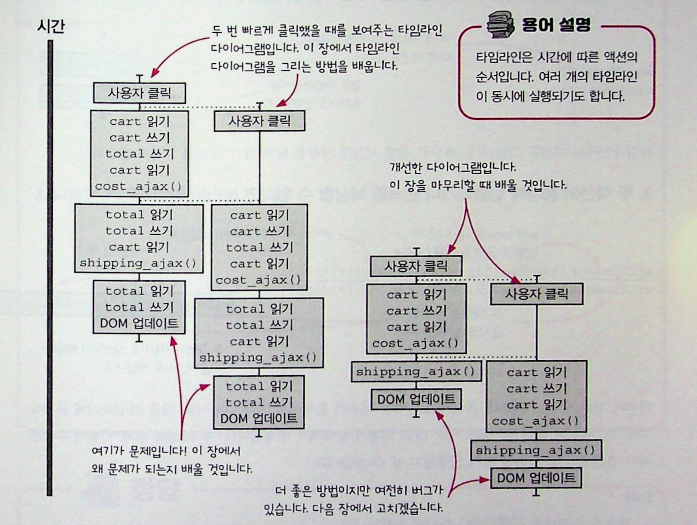 시간
두 번 빠르게 클릭했을 때를 보여주는 타임라인
다이어그램입니다. 이 장에서 타임라인
다이어그램을 그리는 방법을 배웁니다.
용어 설명
타임라인은 시간에 따른 액션의
순서입니다. 여러 개의 타임라인
이 동시에 실행되기도 합니다.
사용자 클릭
cart 읽기
cart 쓰기
total 쓰기
cart 읽기
cost_ajax()
total 읽기
total 쓰기
cart 읽기
shipping_ajax()
total 읽기
total 쓰기
DOM 업데이트
사용자 클릭
cart 읽기
cart 쓰기
total 쓰기
cart 읽기
cost_ajax()
total 읽기
total 쓰기
cart 읽기
shipping_ajax()
total 읽기
total 쓰기
DOM 업데이트
여기가 문제입니다! 이 장에서
왜 문제가 되는지 배울 것입니다.
개선한 다이어그램입니다.
이 장을 마무리할 때 배울 것입니다.
사용자 클릭
cart 읽기
cart 쓰기
cart 읽기
cost_ajax()
shipping_ajax()
DOM 업데이트
사용자 클릭
cart 읽기
cart 쓰기
cart 읽기
cost_ajax()
shipping_ajax()
DOM 업데이트
더 좋은 방법이지만 여전히 버그가
있습니다. 다음 장에서 고치겠습니다.